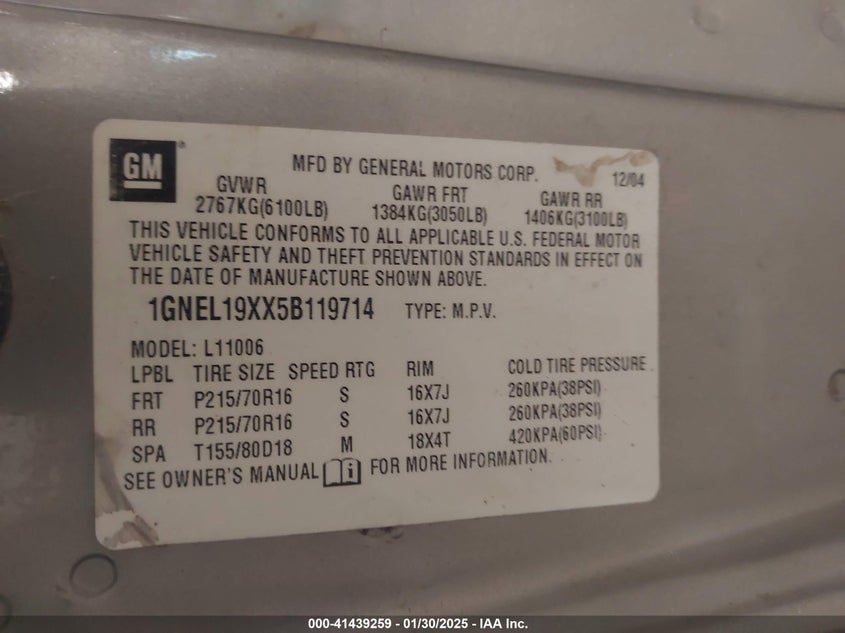 GM®
MFD BY GENERAL MOTORS CORP. 12/04
GVWR GAWR FRT GAWR RR
2767KG(6100LB) 1384KG(3050LB) 1406KG(3100LB)
THIS VEHICLE CONFORMS TO ALL APPLICABLE U.S. FEDERAL MOTOR
VEHICLE SAFETY AND THEFT PREVENTION STANDARDS IN EFFECT ON
THE DATE OF MANUFACTURE SHOWN ABOVE.
1GNEL19XX5B119714 TYPE: M.P.V.
MODEL: L11006
LPBL TIRE SIZE SPEED RTG RIM COLD TIRE PRESSURE
FRT P215/70R16 S 16X7J 260KPA(38PSI)
RR P215/70R16 S 16X7J 260KPA(38PSI)
SPA T155/80D18 M 18X4T 420KPA(60PSI)
SEE OWNER'S MANUAL FOR MORE INFORMATION.
000-41439259 - 01/30/2025 - IAA Inc.